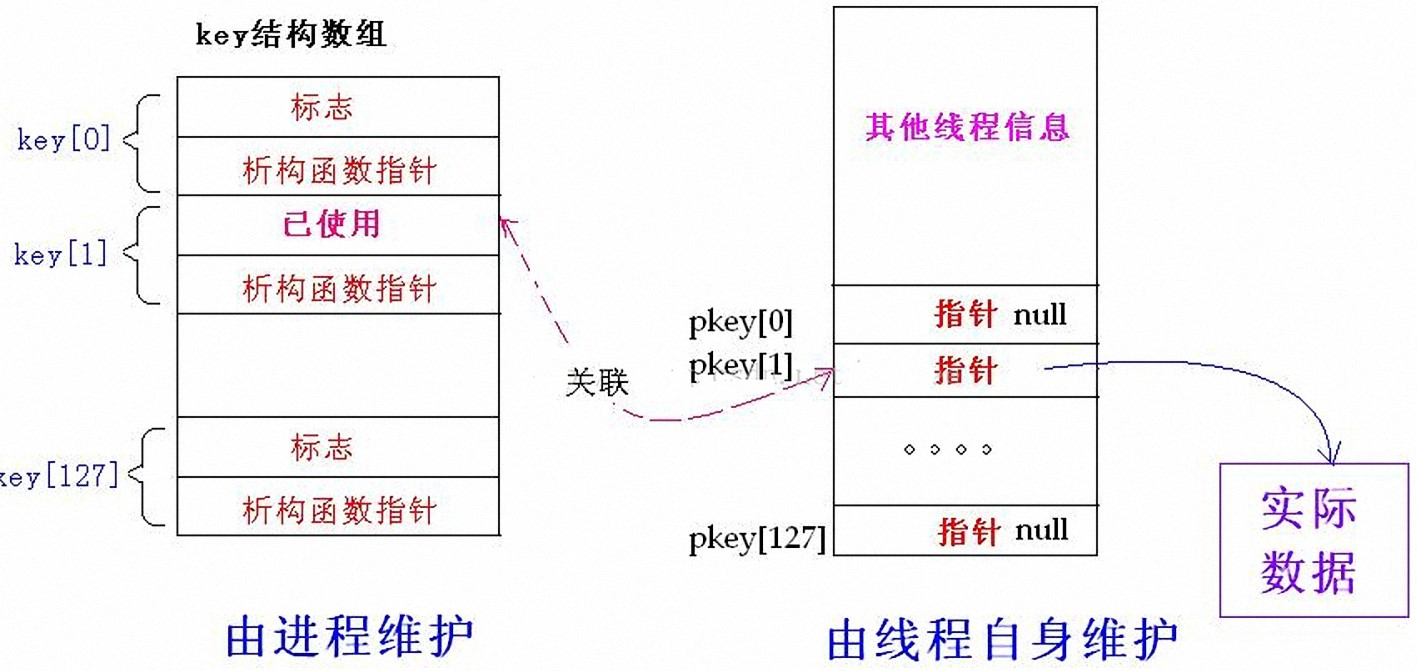 key结构数组
key[0]
标志
析构函数指针
key[1]
已使用
析构函数指针
key[127]
标志
析构函数指针
由进程维护
关联
其他线程信息
pkey[0]
指针 null
pkey[1]
指针
pkey[127]
指针 null
实际
数据
由线程自身维护